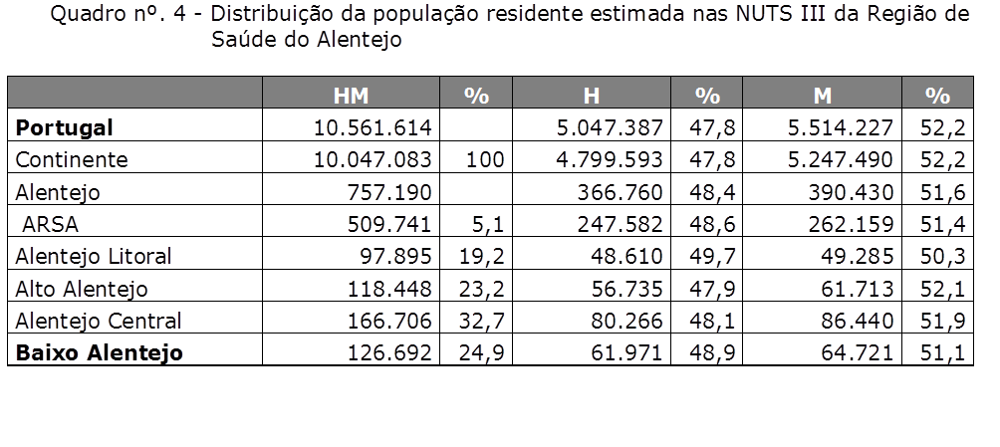 Quadro nº. 4 - Distribuição da população residente estimada nas NUTS III da Região de
Saúde do Alentejo
HM % H % M %
Portugal 10.561.614 5.047.387 47,8 5.514.227 52,2
Continente 10.047.083 100 4.799.593 47,8 5.247.490 52,2
Alentejo 757.190 366.760 48,4 390.430 51,6
ARSA 509.741 5,1 247.582 48,6 262.159 51,4
Alentejo Litoral 97.895 19,2 48.610 49,7 49.285 50,3
Alto Alentejo 118.448 23,2 56.735 47,9 61.713 52,1
Alentejo Central 166.706 32,7 80.266 48,1 86.440 51,9
Baixo Alentejo 126.692 24,9 61.971 48,9 64.721 51,1